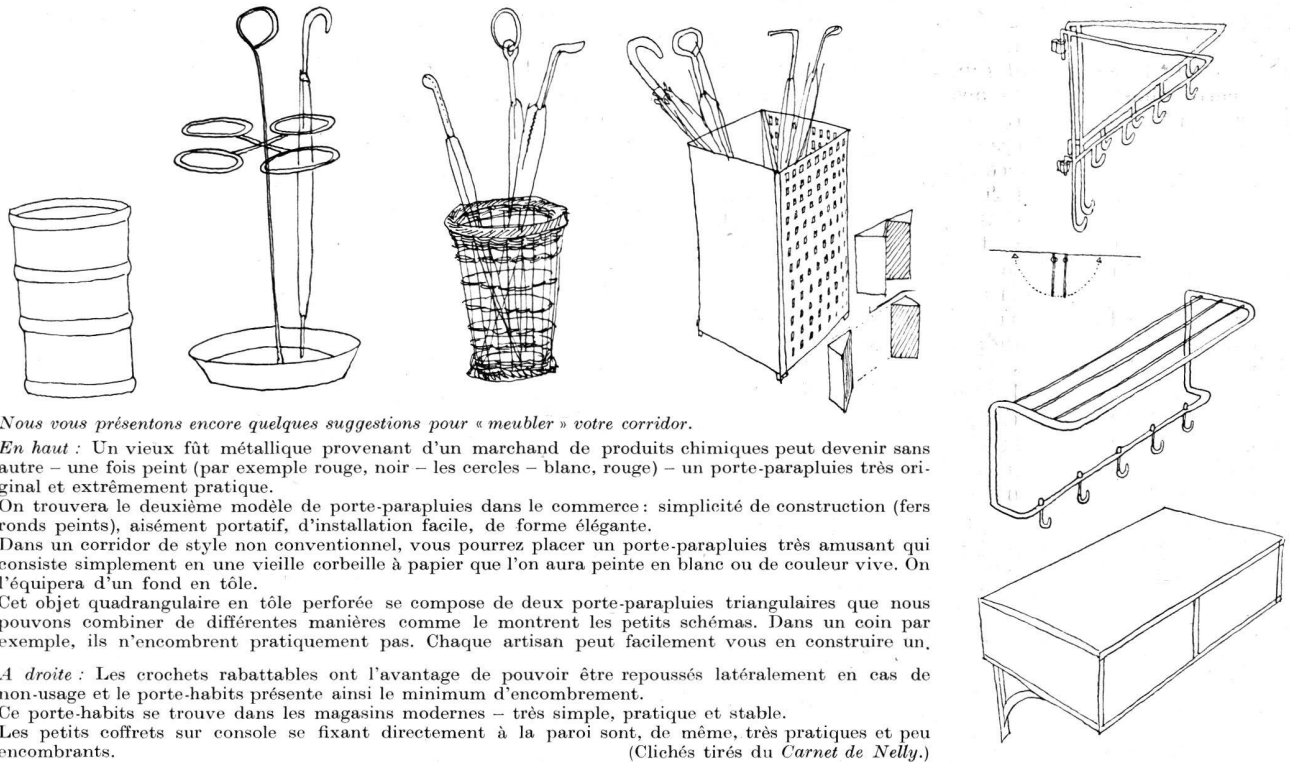 Nous vous présentons encore quelques suggestions pour « meubler » votre corridor.
En haut : Un vieux fût métallique provenant d'un marchand de produits chimiques peut devenir sans
autre – une fois peint (par exemple rouge, noir – les cercles – blanc, rouge) – un porte-parapluies très ori-
ginal et extrêmement pratique.
On trouvera le deuxième modèle de porte-parapluies dans le commerce : simplicité de construction (fers
ronds peints), aisément portatif, d'installation facile, de forme élégante.
Dans un corridor de style non conventionnel, vous pourrez placer un porte-parapluies très amusant qui
consiste simplement en une vieille corbeille à papier que l'on aura peinte en blanc ou de couleur vive. On
l'équipera d'un fond en tôle.
Cet objet quadrangulaire en tôle perforée se compose de deux porte-parapluies triangulaires que nous
pouvons combiner de différentes manières comme le montrent les petits schémas. Dans un coin par
exemple, ils n'encombrent pratiquement pas. Chaque artisan peut facilement vous en construire un.
A droite : Les crochets rabattables ont l'avantage de pouvoir être repoussés latéralement en cas de
non-usage et le porte-habits présente ainsi le minimum d'encombrement.
Ce porte-habits se trouve dans les magasins modernes – très simple, pratique et stable.
Les petits coffrets sur console se fixant directement à la paroi sont, de même, très pratiques et peu
encombrants. (Clichés tirés du Carnet de Nelly.)